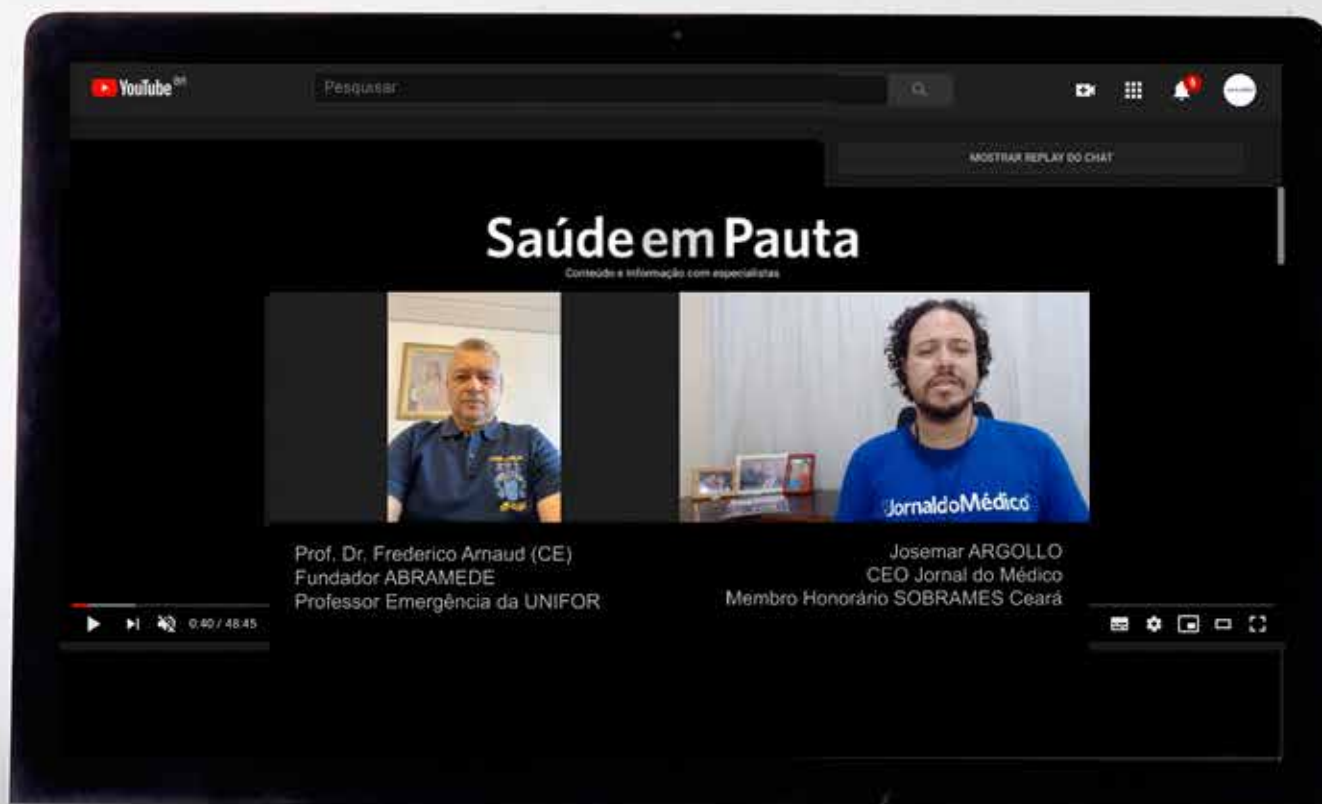 YouTube BR
Pesquisar
MOSTRAR REPLAY DO CHAT
Saúde em Pauta
Conteúdo e Informação com especialistas
JornaldoMédico
Prof. Dr. Frederico Arnaud (CE)
Fundador ABRAMEDE
Professor Emergência da UNIFOR
Josemar ARGOLLO
CEO Jornal do Médico
Membro Honorário SOBRAMES Ceará
0:40 / 48:45